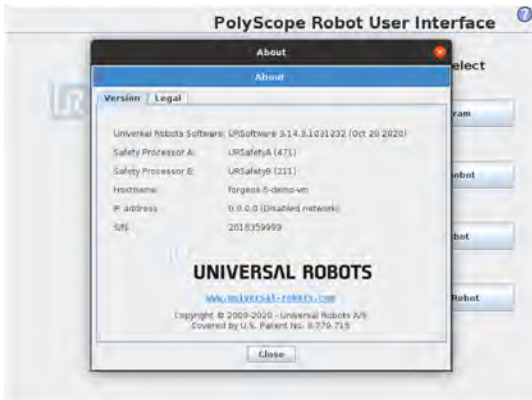 PolyScope Robot User Interface
?
About
About
elect
Version Legal
ram
Universal Robots Software: URSoftware 3.14.3.1031232 (Oct 20 2020)
Safety Processor A: URSafetyA (471)
Safety Processor B: URSafetyB (211)
obot
Hostname: forgeos-6-demo-vm
IP address: 0.0.0.0 (Disabled network)
S/N: 2018359999
bot
UNIVERSAL ROBOTS
www.universal-robots.com
Robot
Copyright © 2009-2020 - Universal Robots A/S
Covered by U.S. Patent No. 8,779,715
Close